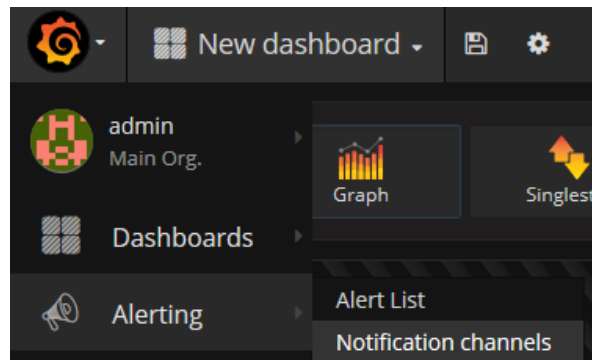 New dashboard
admin
Main Org.
Graph
Singlest
Dashboards
Alerting
Alert List
Notification channels